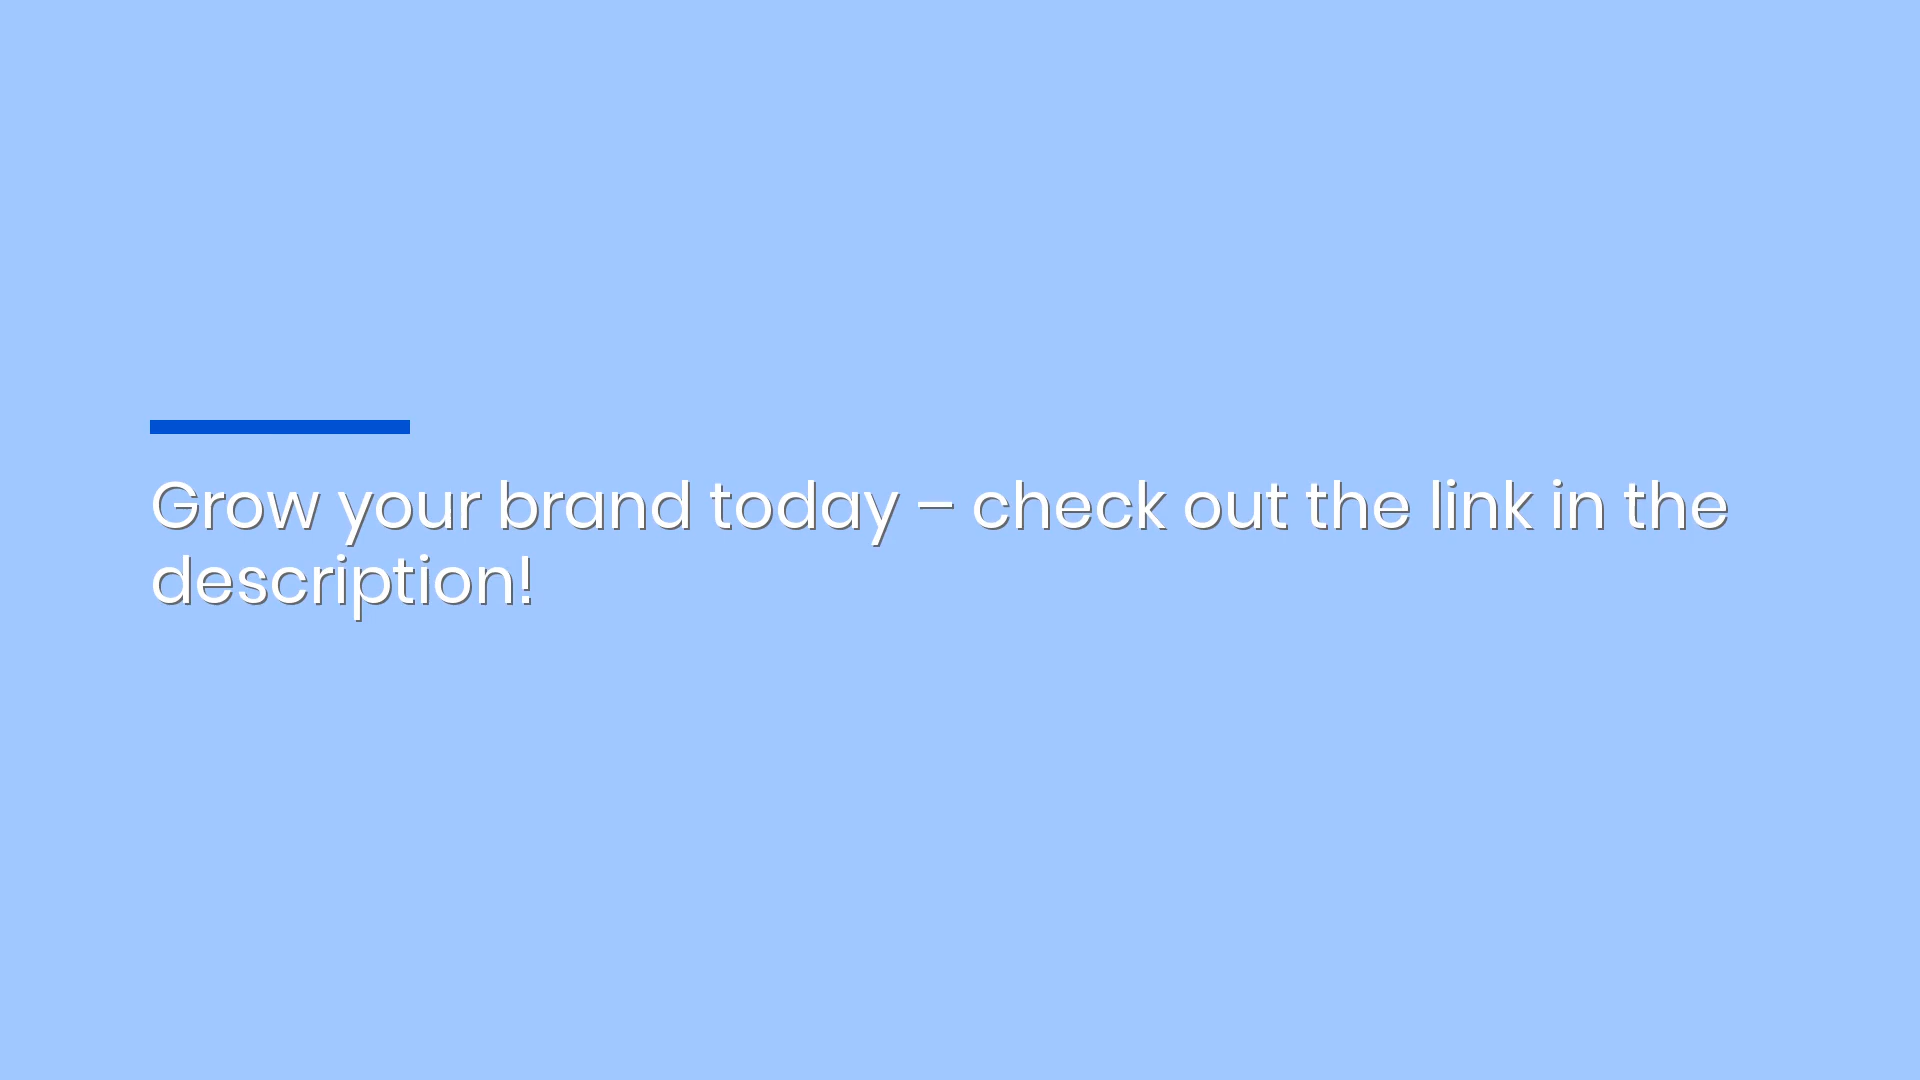 Grow your brand today – check out the link in the
description!